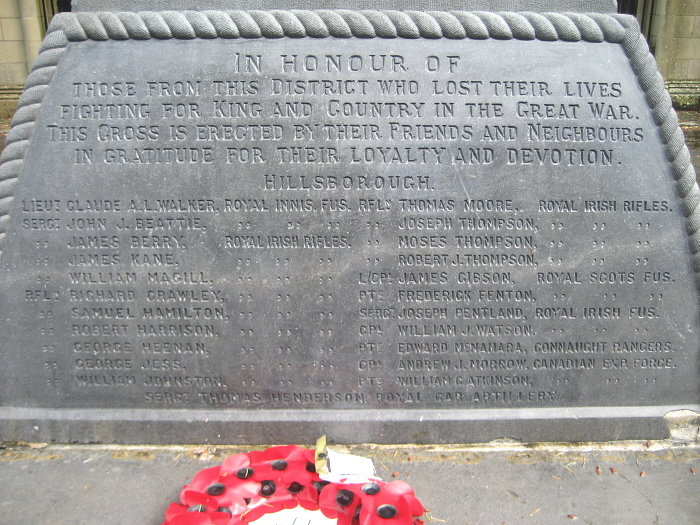 IN HONOUR OF
THOSE FROM THIS DISTRICT WHO LOST THEIR LIVES
FIGHTING FOR KING AND COUNTRY IN THE GREAT WAR.
THIS CROSS IS ERECTED BY THEIR FRIENDS AND NEIGHBOURS
IN GRATITUDE FOR THEIR LOYALTY AND DEVOTION.
HILLSBOROUGH.
LIEUT CLAUDE A.L. WALKER, ROYAL INNIS. FUS. RFLN THOMAS MOORE, ROYAL IRISH RIFLES.
SERGT JOHN J. BEATTIE, ,, ,, ,, ,, JOSEPH THOMPSON, ,, ,, ,,
,, JAMES BERRY, ROYAL IRISH RIFLES. ,, MOSES THOMPSON, ,, ,, ,,
,, JAMES KANE, ,, ,, ,, ,, ROBERT J. THOMPSON, ,, ,, ,,
,, WILLIAM MAGILL, ,, ,, ,, L/CPL JAMES GIBSON, ROYAL SCOTS FUS.
RFLN RICHARD CRAWLEY, ,, ,, ,, PTE FREDERICK FENTON, ,, ,, ,,
,, SAMUEL HAMILTON, ,, ,, ,, SERGT JOSEPH PENTLAND, ROYAL IRISH FUS.
,, ROBERT HARRISON, ,, ,, ,, CPL WILLIAM J. WATSON, ,, ,, ,,
,, GEORGE HEENAN, ,, ,, ,, PTE EDWARD McNAMARA, CONNAUGHT RANGERS.
,, GEORGE JESS, ,, ,, ,, CPL ANDREW J. MORROW, CANADIAN EXP. FORCE.
,, WILLIAM JOHNSTON, ,, ,, ,, PTE WILLIAM G. ATKINSON, ,, ,, ,,
SERGT THOMAS HENDERSON, ROYAL GAR ARTILLERY.